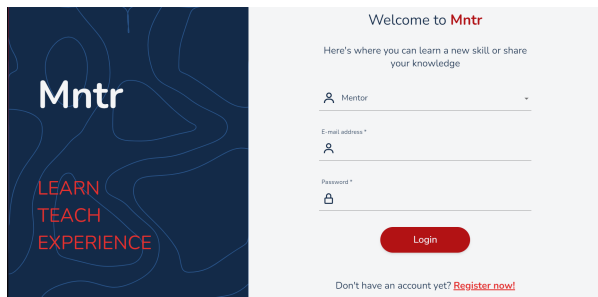 Mntr
LEARN
TEACH
EXPERIENCE
Welcome to Mntr
Here's where you can learn a new skill or share
your knowledge
Mentor
E-mail address *
Password *
Login
Don't have an account yet? Register now!